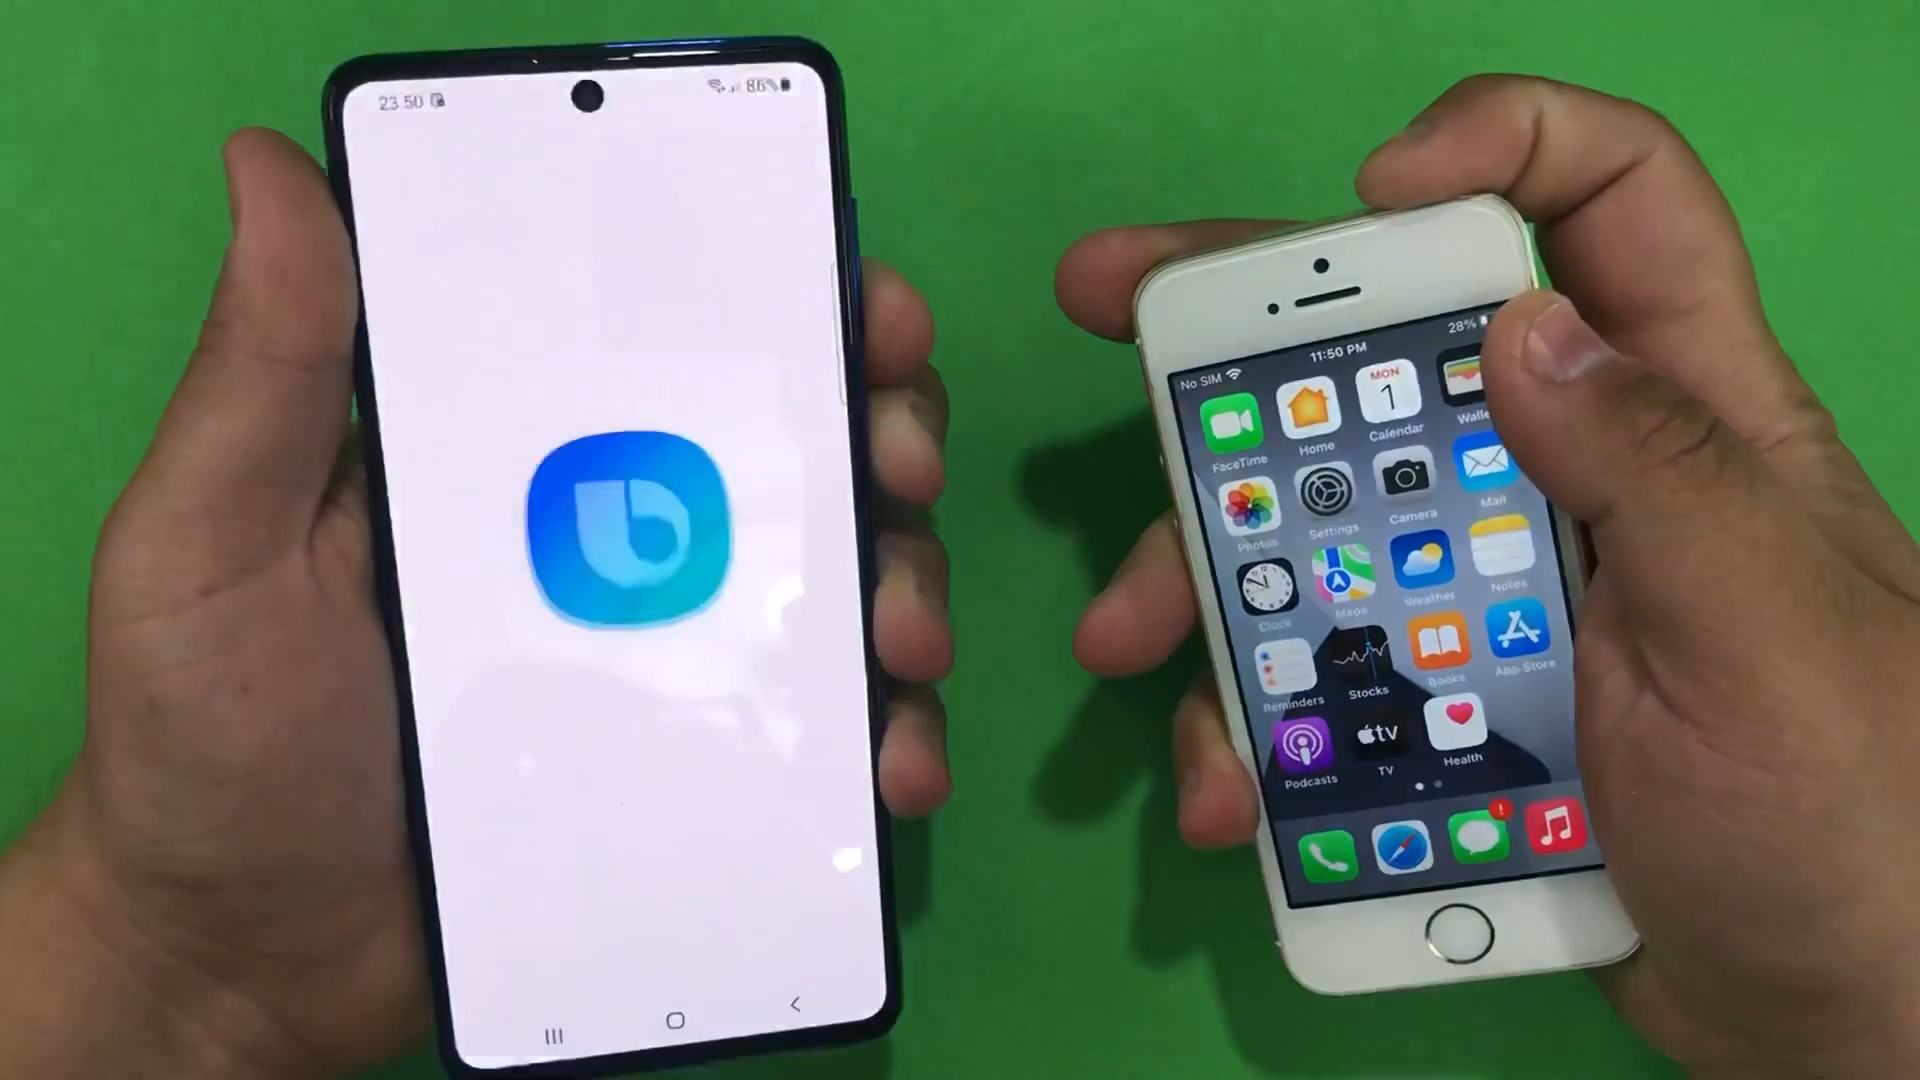 23.50
86%
28%
11:50 PM
No SIM
MON
1
FaceTime
Home
Calendar
Walle
Photos
Settings
Camera
Mail
Clock
Maps
Weather
Notes
Reminders
Stocks
Books
App Store
tv
Podcasts
TV
Health
!